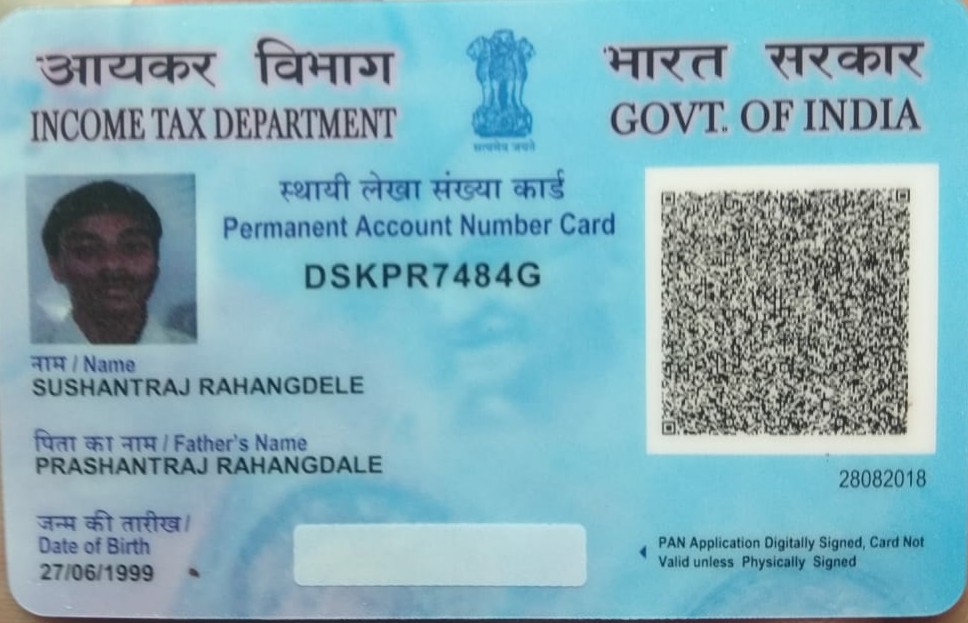 आयकर विभाग
INCOME TAX DEPARTMENT
सत्यमेव जयते
भारत सरकार
GOVT. OF INDIA
स्थायी लेखा संख्या कार्ड
Permanent Account Number Card
DSKPR7484G
नाम / Name
SUSHANTRAJ RAHANGDELE
पिता का नाम / Father's Name
PRASHANTRAJ RAHANGDALE
28082018
जन्म की तारीख /
Date of Birth
27/06/1999
PAN Application Digitally Signed, Card Not
Valid unless Physically Signed